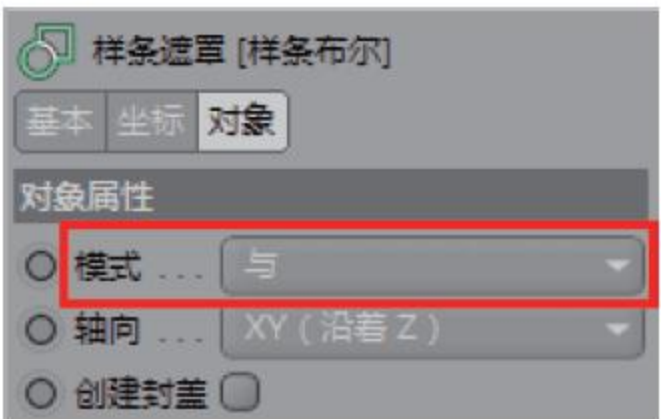 样条遮罩 [样条布尔]
基本 坐标 对象
对象属性
模式 . . . 与
轴向 . . . XY ( 沿着 Z )
创建封盖